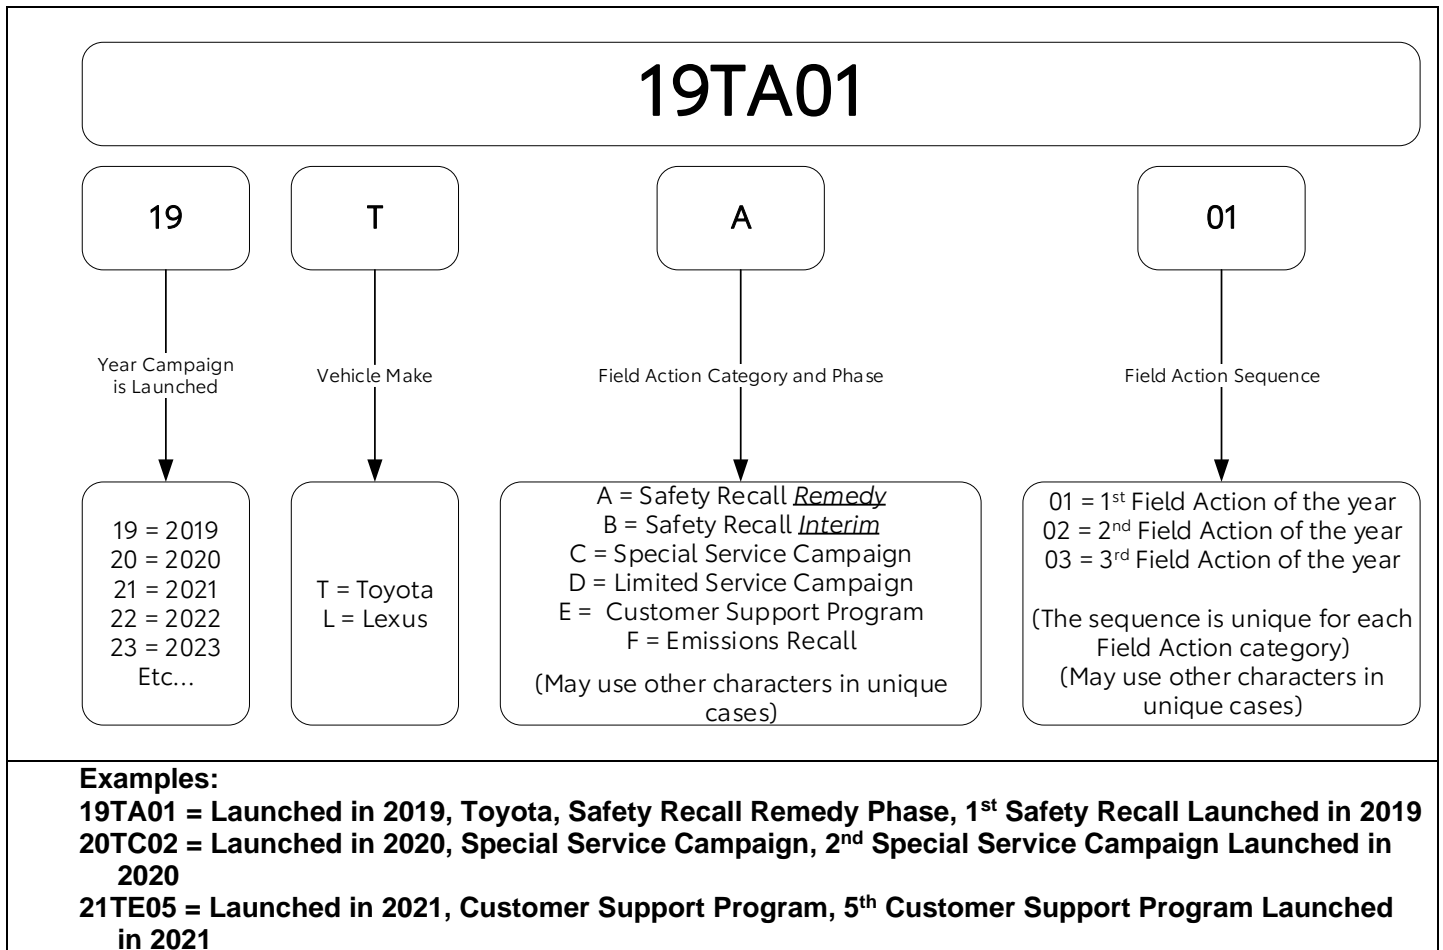 19TA01
19
T
A
01
Year Campaign
is Launched
Vehicle Make
Field Action Category and Phase
Field Action Sequence
19 = 2019
20 = 2020
21 = 2021
22 = 2022
23 = 2023
Etc…
T = Toyota
L = Lexus
A = Safety Recall Remedy
B = Safety Recall Interim
C = Special Service Campaign
D = Limited Service Campaign
E =  Customer Support Program
F = Emissions Recall
(May use other characters in unique
cases)
01 = 1st Field Action of the year
02 = 2nd Field Action of the year
03 = 3rd Field Action of the year
(The sequence is unique for each
Field Action category)
(May use other characters in
unique cases)
Examples:
19TA01 = Launched in 2019, Toyota, Safety Recall Remedy Phase, 1st Safety Recall Launched in 2019
20TC02 = Launched in 2020, Special Service Campaign, 2nd Special Service Campaign Launched in
2020
21TE05 = Launched in 2021, Customer Support Program, 5th Customer Support Program Launched
in 2021